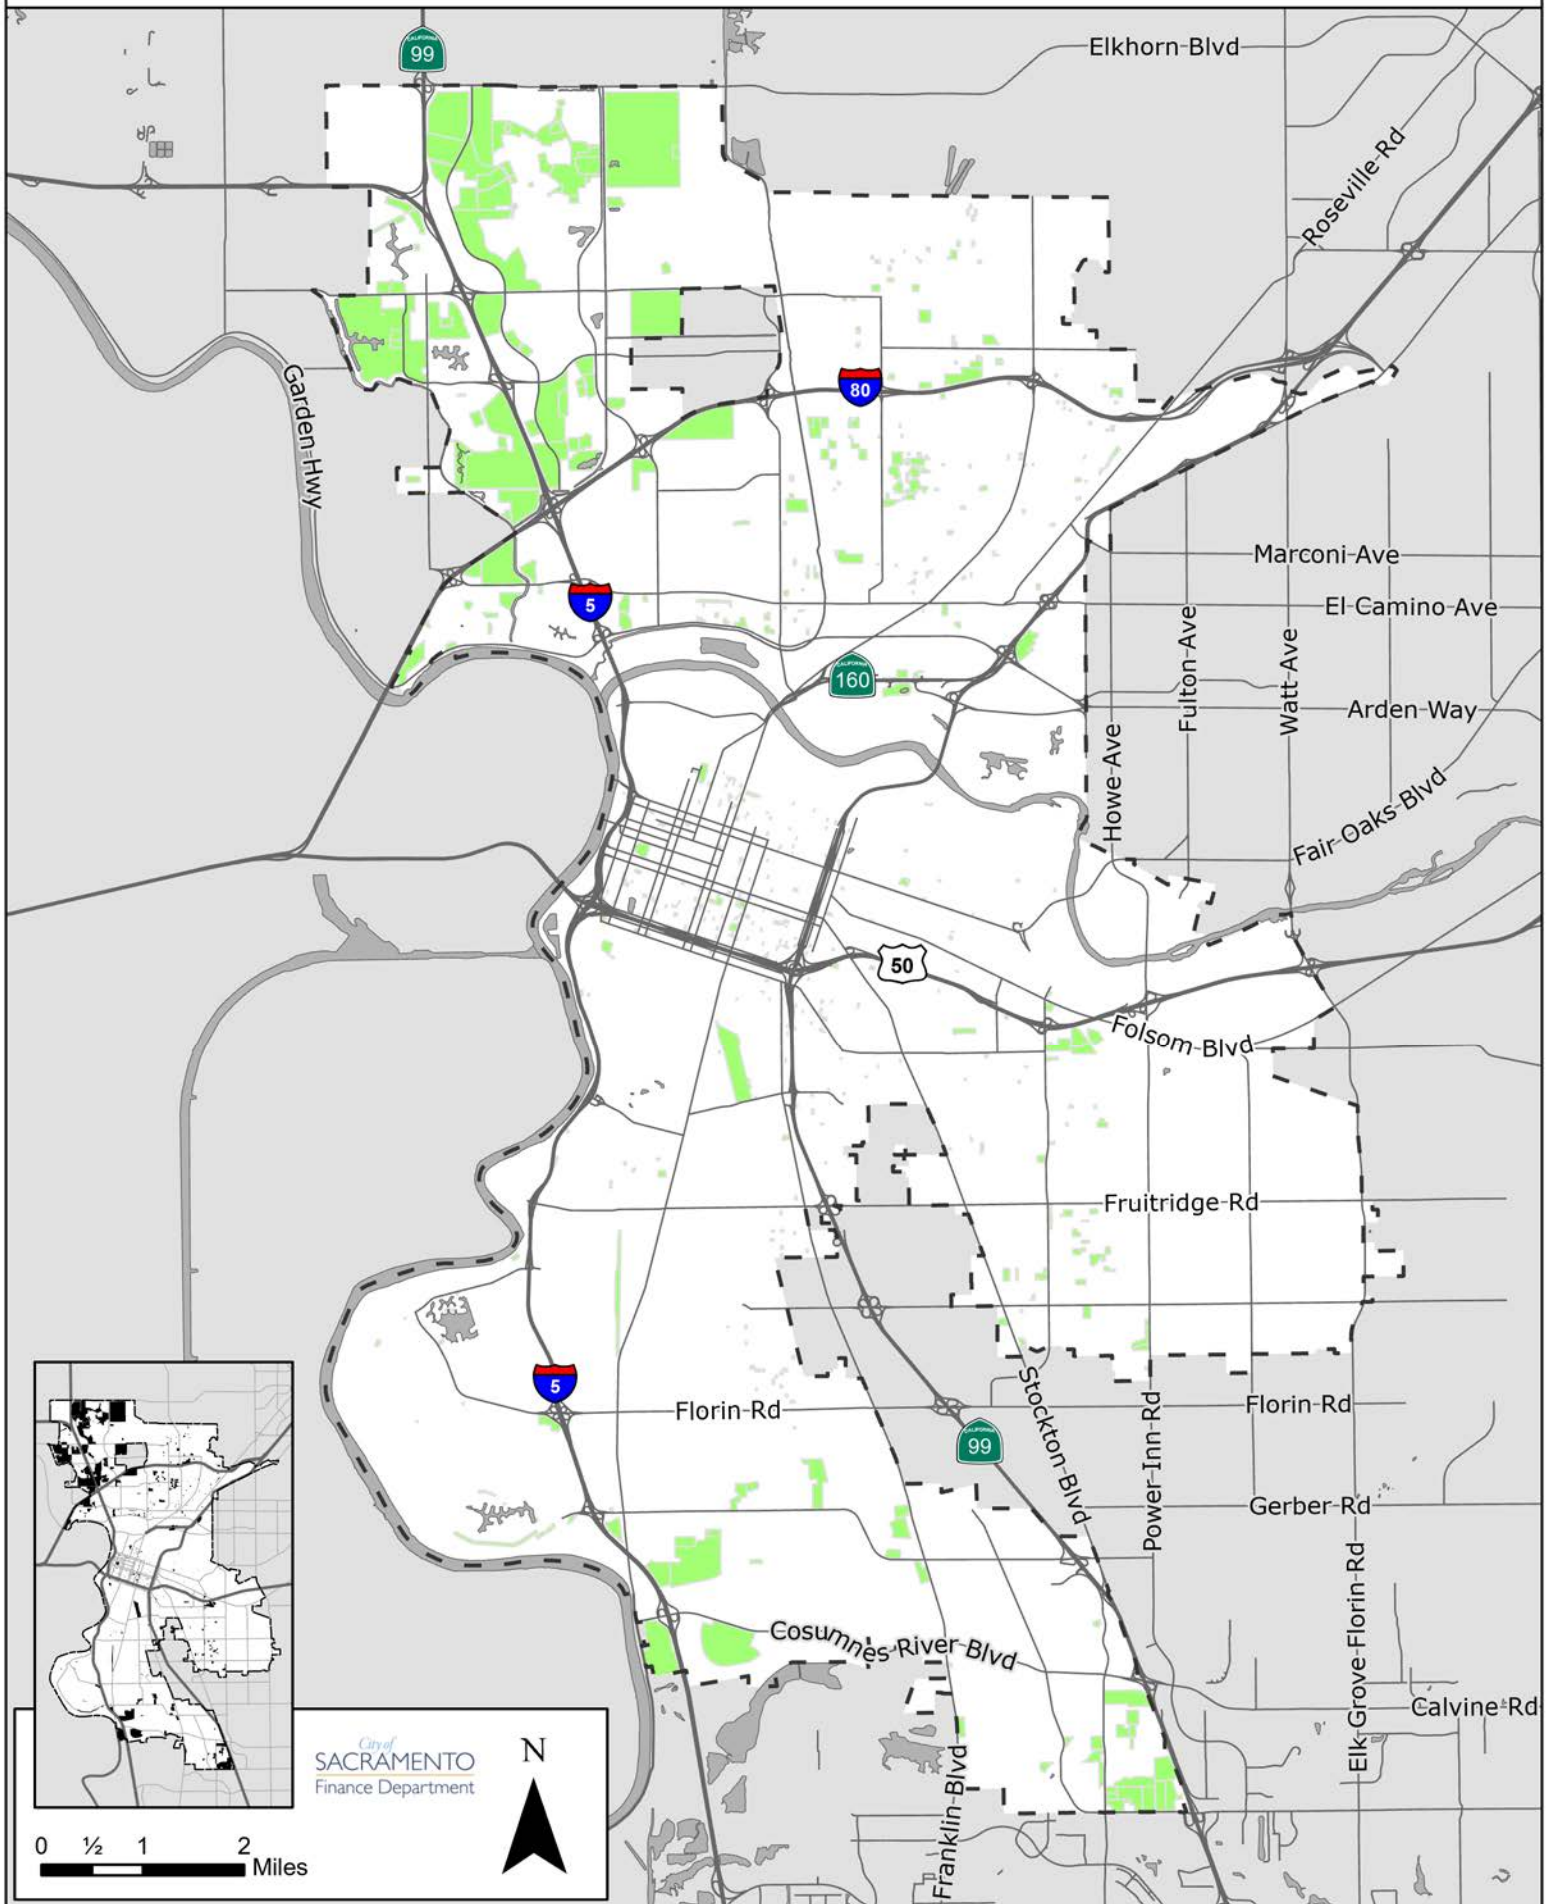 CALIFORNIA
99
Elkhorn Blvd
Roseville Rd
80
Garden Hwy
Marconi Ave
5
El Camino Ave
Fulton Ave
Watt Ave
CALIFORNIA
160
Arden Way
Howe Ave
Fair Oaks Blvd
50
Folsom Blvd
Fruitridge Rd
5
Florin Rd
Stockton Blvd
Florin Rd
CALIFORNIA
99
Power Inn Rd
Gerber Rd
Elk Grove-Florin Rd
Cosumnes River Blvd
Calvine Rd
Franklin Blvd
City of
SACRAMENTO
Finance Department
N
0 ½ 1 2 Miles